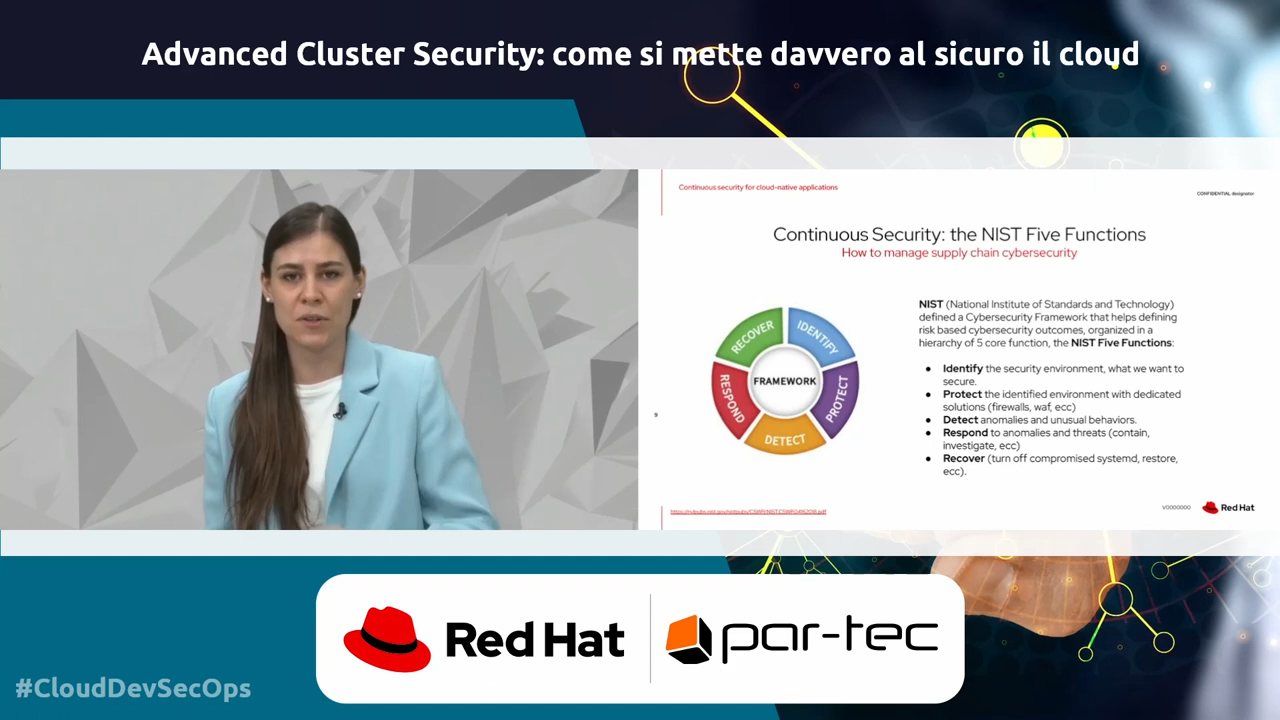 Advanced Cluster Security: come si mette davvero al sicuro il cloud
Continuous security for cloud-native applications
CONFIDENTIAL designator
Continuous Security: the NIST Five Functions
How to manage supply chain cybersecurity
RECOVER
IDENTIFY
FRAMEWORK
RESPOND
PROTECT
DETECT
NIST (National Institute of Standards and Technology)
defined a Cybersecurity Framework that helps defining
risk based cybersecurity outcomes, organized in a
hierarchy of 5 core function, the NIST Five Functions:
● Identify the security environment, what we want to
secure.
● Protect the identified environment with dedicated
solutions (firewalls, waf, ecc)
● Detect anomalies and unusual behaviors.
● Respond to anomalies and threats (contain,
investigate, ecc)
● Recover (turn off compromised systemd, restore,
ecc).
9
V0000000
Red Hat
Red Hat
par-tec
#CloudDevSecOps